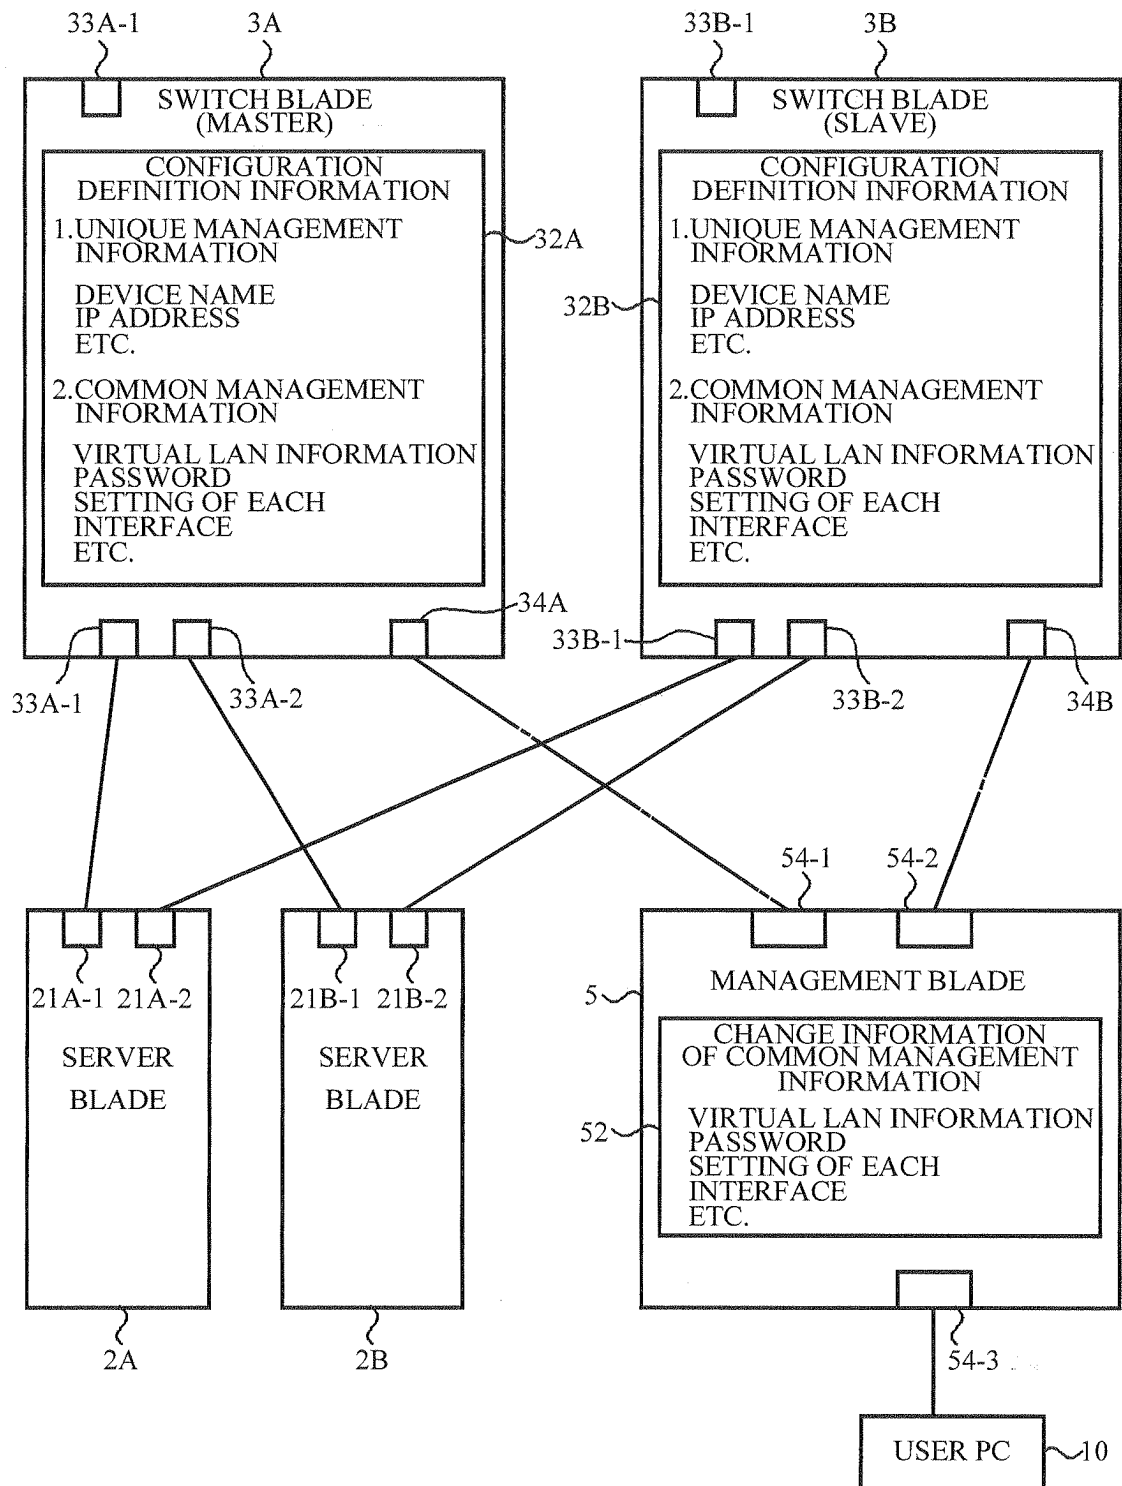 33A-1
3A
33B-1
3B
SWITCH BLADE
(MASTER)
CONFIGURATION
DEFINITION INFORMATION
1.UNIQUE MANAGEMENT
INFORMATION
DEVICE NAME
IP ADDRESS
ETC.
2.COMMON MANAGEMENT
INFORMATION
VIRTUAL LAN INFORMATION
PASSWORD
SETTING OF EACH
INTERFACE
ETC.
32A
SWITCH BLADE
(SLAVE)
CONFIGURATION
DEFINITION INFORMATION
1.UNIQUE MANAGEMENT
INFORMATION
DEVICE NAME
IP ADDRESS
ETC.
2.COMMON MANAGEMENT
INFORMATION
VIRTUAL LAN INFORMATION
PASSWORD
SETTING OF EACH
INTERFACE
ETC.
32B
34A
33B-1
33A-1
33A-2
33B-2
34B
54-1
54-2
21A-1
21A-2
SERVER
BLADE
2A
21B-1
21B-2
SERVER
BLADE
2B
5
MANAGEMENT BLADE
CHANGE INFORMATION
OF COMMON MANAGEMENT
INFORMATION
VIRTUAL LAN INFORMATION
PASSWORD
SETTING OF EACH
INTERFACE
ETC.
52
54-3
USER PC
10